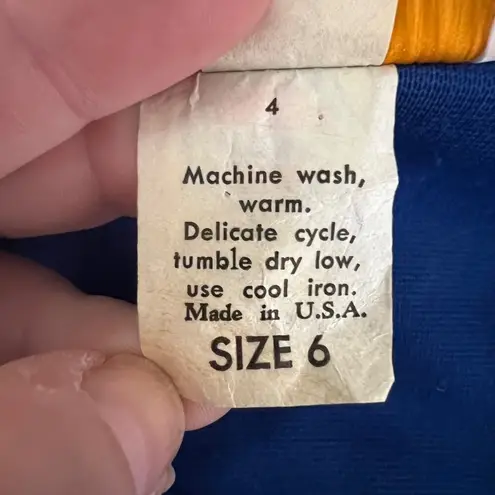 4
Machine wash,
warm.
Delicate cycle,
tumble dry low,
use cool iron.
Made in U.S.A.
SIZE 6